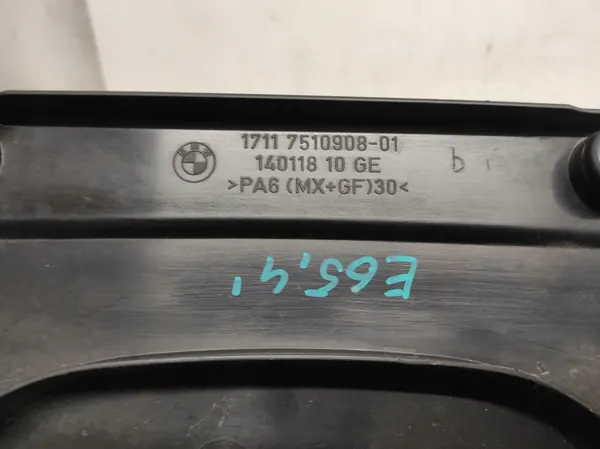 1711 7510908-01
140118 10 GE
>PA6 (MX+GF)30<
b
E65,4'